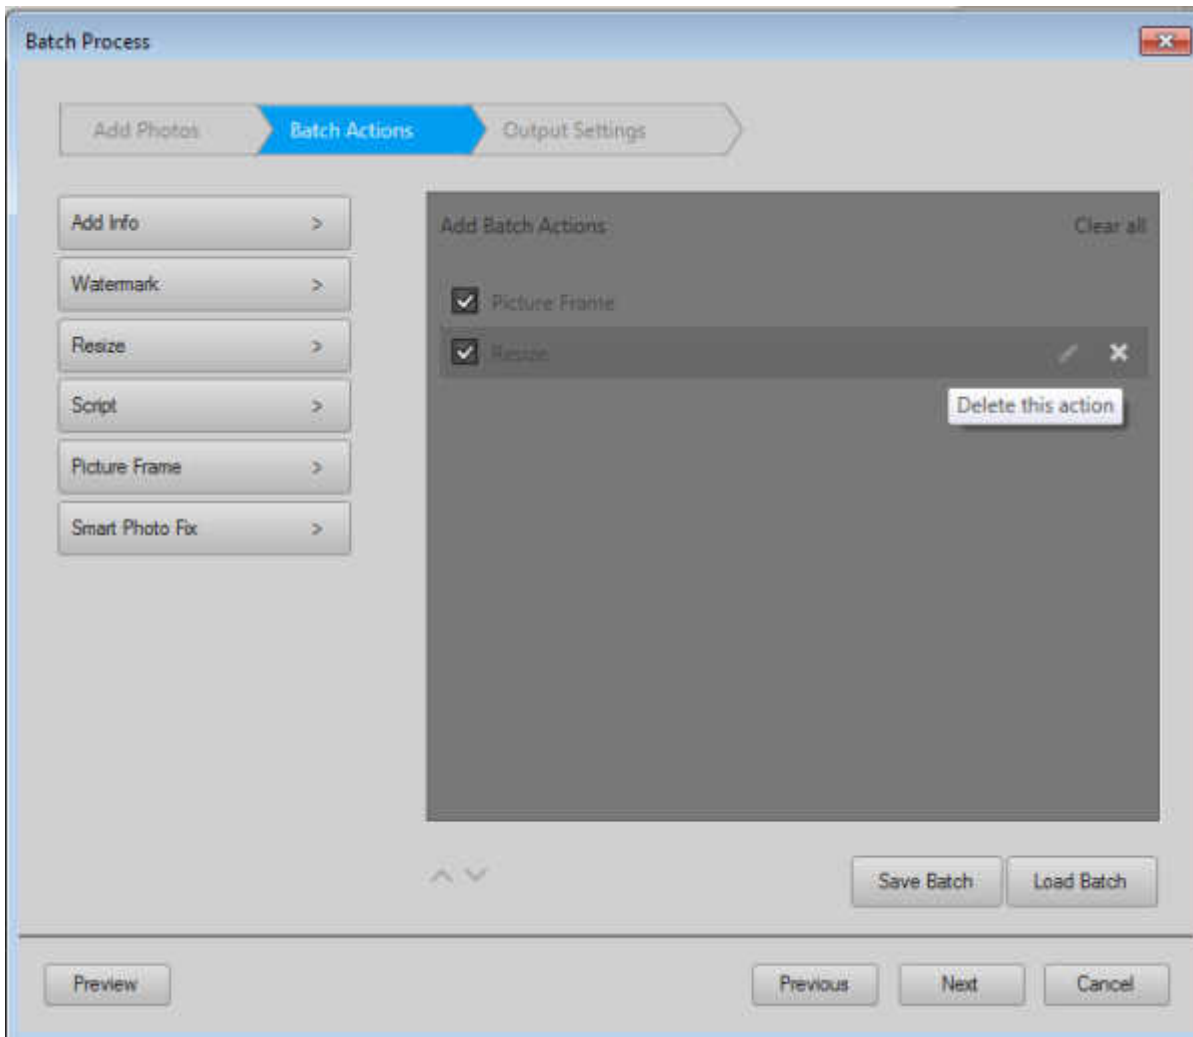 Batch Process
Add Photos
Batch Actions
Output Settings
Add Info >
Watermark >
Resize >
Script >
Picture Frame >
Smart Photo Fix >
Add Batch Actions
Clear all
Picture Frame
Resize
Delete this action
Save Batch
Load Batch
Preview
Previous
Next
Cancel